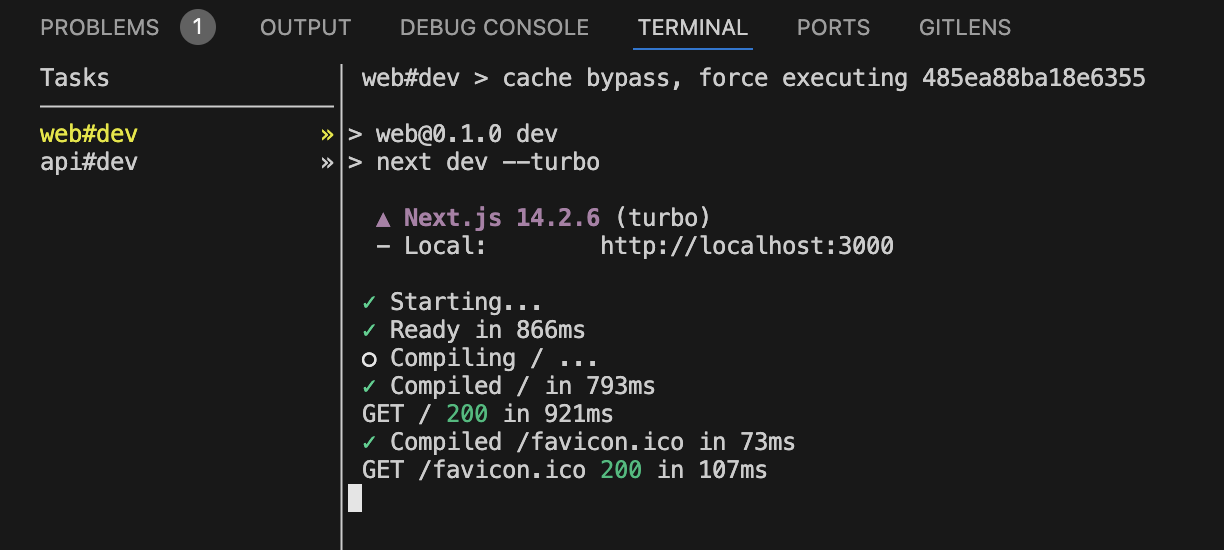 PROBLEMS 1 OUTPUT DEBUG CONSOLE TERMINAL PORTS GITLENS
Tasks
web#dev »
api#dev »
web#dev > cache bypass, force executing 485ea88ba18e6355
> web@0.1.0 dev
> next dev --turbo
▲ Next.js 14.2.6 (turbo)
- Local: http://localhost:3000
✓ Starting...
✓ Ready in 866ms
○ Compiling / ...
✓ Compiled / in 793ms
GET / 200 in 921ms
✓ Compiled /favicon.ico in 73ms
GET /favicon.ico 200 in 107ms